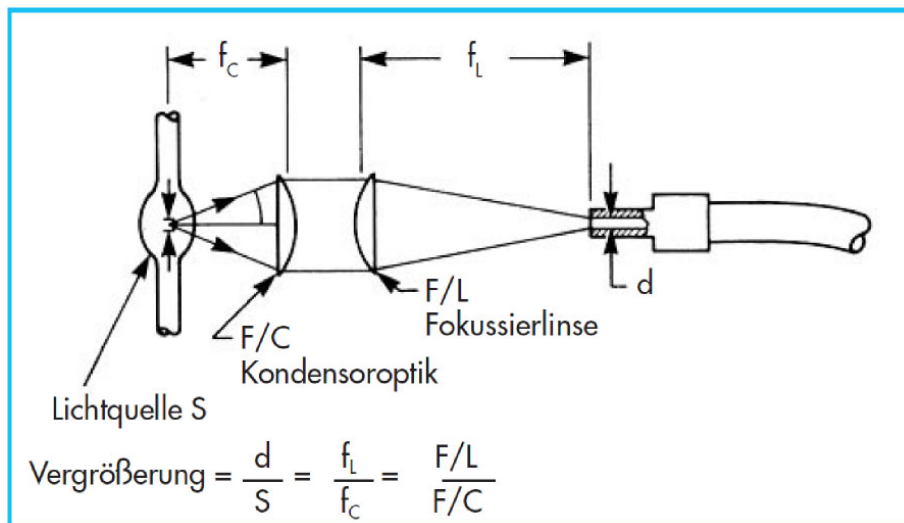 f_C
f_L
d
F/L
Fokussierlinse
F/C
Kondensoroptik
Lichtquelle S
Vergrößerung = d/S = f_L/f_C = F/L / F/C